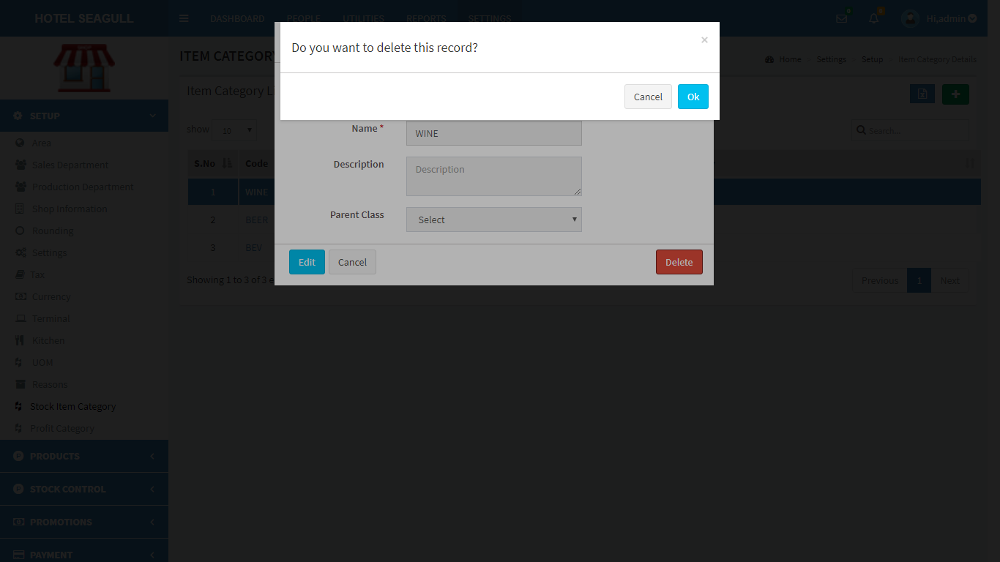 HOTEL SEAGULL
DASHBOARD PEOPLE UTILITIES REPORTS SETTINGS
0
Hi,admin
Do you want to delete this record?
×
Cancel Ok
ITEM CATEGORY
Home Settings Setup Item Category Details
Item Category
show 10
Search...
S.No Code
1 WINE
2 BEER
3 BEV
Showing 1 to 3 of 3 e
Previous 1 Next
Name * WINE
Description Description
Parent Class Select
Edit Cancel Delete
SETUP
Area
Sales Department
Production Department
Shop Information
Rounding
Settings
Tax
Currency
Terminal
Kitchen
UOM
Reasons
Stock Item Category
Profit Category
PRODUCTS
STOCK CONTROL
PROMOTIONS
PAYMENT